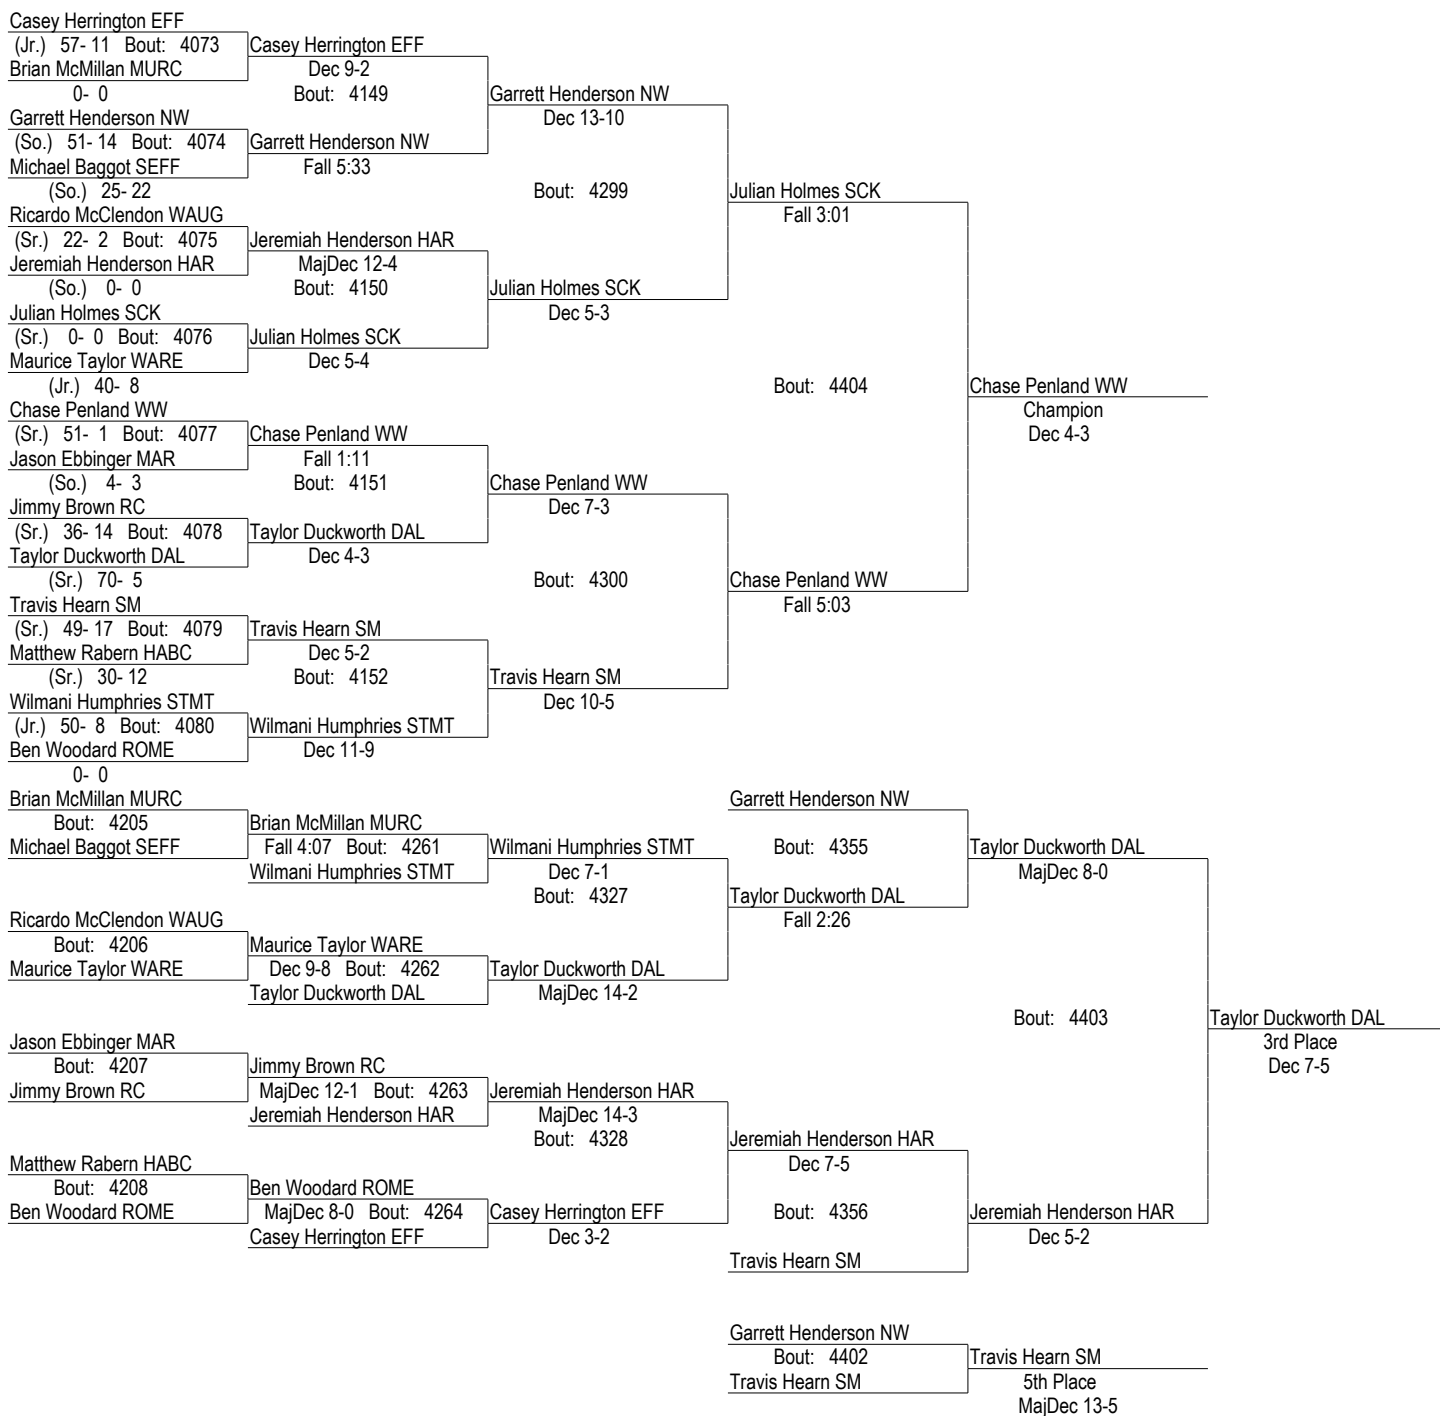 Casey Herrington EFF
(Jr.) 57- 11 Bout: 4073 Casey Herrington EFF
Brian McMillan MURC Dec 9-2
0- 0 Bout: 4149 Garrett Henderson NW
Garrett Henderson NW Dec 13-10
(So.) 51- 14 Bout: 4074 Garrett Henderson NW
Michael Baggot SEFF Fall 5:33
(So.) 25- 22 Bout: 4299 Julian Holmes SCK
Ricardo McClendon WAUG Fall 3:01
(Sr.) 22- 2 Bout: 4075 Jeremiah Henderson HAR
Jeremiah Henderson HAR MajDec 12-4
(So.) 0- 0 Bout: 4150 Julian Holmes SCK
Julian Holmes SCK Dec 5-3
(Sr.) 0- 0 Bout: 4076 Julian Holmes SCK
Maurice Taylor WARE Dec 5-4
(Jr.) 40- 8 Bout: 4404 Chase Penland WW
Chase Penland WW Champion
(Sr.) 51- 1 Bout: 4077 Chase Penland WW Dec 4-3
Jason Ebbinger MAR Fall 1:11
(So.) 4- 3 Bout: 4151 Chase Penland WW
Jimmy Brown RC Dec 7-3
(Sr.) 36- 14 Bout: 4078 Taylor Duckworth DAL
Taylor Duckworth DAL Dec 4-3
(Sr.) 70- 5 Bout: 4300 Chase Penland WW
Travis Hearn SM Fall 5:03
(Sr.) 49- 17 Bout: 4079 Travis Hearn SM
Matthew Rabern HABC Dec 5-2
(Sr.) 30- 12 Bout: 4152 Travis Hearn SM
Wilmani Humphries STMT Dec 10-5
(Jr.) 50- 8 Bout: 4080 Wilmani Humphries STMT
Ben Woodard ROME Dec 11-9
0- 0
Brian McMillan MURC Garrett Henderson NW
Bout: 4205 Brian McMillan MURC
Michael Baggot SEFF Fall 4:07 Bout: 4261 Wilmani Humphries STMT Bout: 4355 Taylor Duckworth DAL
Wilmani Humphries STMT Dec 7-1 MajDec 8-0
Bout: 4327 Taylor Duckworth DAL
Ricardo McClendon WAUG Fall 2:26
Bout: 4206 Maurice Taylor WARE
Maurice Taylor WARE Dec 9-8 Bout: 4262 Taylor Duckworth DAL
Taylor Duckworth DAL MajDec 14-2
Bout: 4403 Taylor Duckworth DAL
Jason Ebbinger MAR 3rd Place
Bout: 4207 Jimmy Brown RC Dec 7-5
Jimmy Brown RC MajDec 12-1 Bout: 4263 Jeremiah Henderson HAR
Jeremiah Henderson HAR MajDec 14-3
Bout: 4328 Jeremiah Henderson HAR
Matthew Rabern HABC Dec 7-5
Bout: 4208 Ben Woodard ROME
Ben Woodard ROME MajDec 8-0 Bout: 4264 Casey Herrington EFF Bout: 4356 Jeremiah Henderson HAR
Casey Herrington EFF Dec 3-2 Dec 5-2
Travis Hearn SM
Garrett Henderson NW
Bout: 4402 Travis Hearn SM
Travis Hearn SM 5th Place
MajDec 13-5